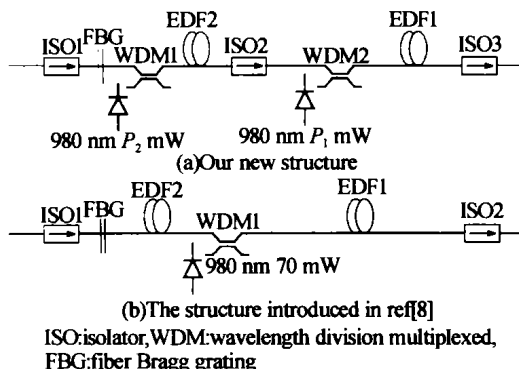 EDF2 EDF1
ISO1 FBG WDM1 ISO2 WDM2 ISO3
980 nm P₂ mW 980 nm P₁ mW
(a)Our new structure
EDF2 EDF1
ISO1 FBG WDM1 ISO2
980 nm 70 mW
(b)The structure introduced in ref[8]
ISO:isolator,WDM:wavelength division multiplexed,
FBG:fiber Bragg grating